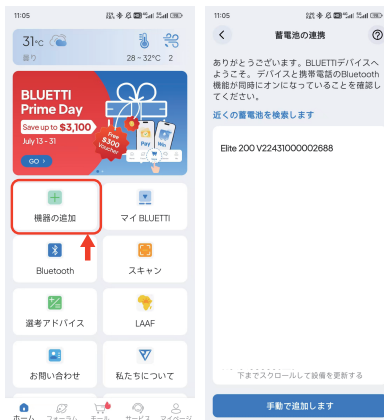 11:05
31°C
曇り
28 - 32°C 2
BLUETTI
Prime Day
Save up to $3,100
July 13 - 31
GO ›
Free
$300
Voucher
Pay
Win
機器の追加
マイ BLUETTI
Bluetooth
スキャン
選考アドバイス
LAAF
お問い合わせ
私たちについて
ホーム
フォーラム
モール
サービス
マイページ
11:05
蓄電池の連携
ありがとうございます。BLUETTIデバイスへ
ようこそ。 デバイスと携帯電話のBluetooth
機能が同時にオンになっていることを確認し
てください。
近くの蓄電池を検索します
Elite 200 V22431000002688
下までスクロールして設備を更新する
手動で追加します